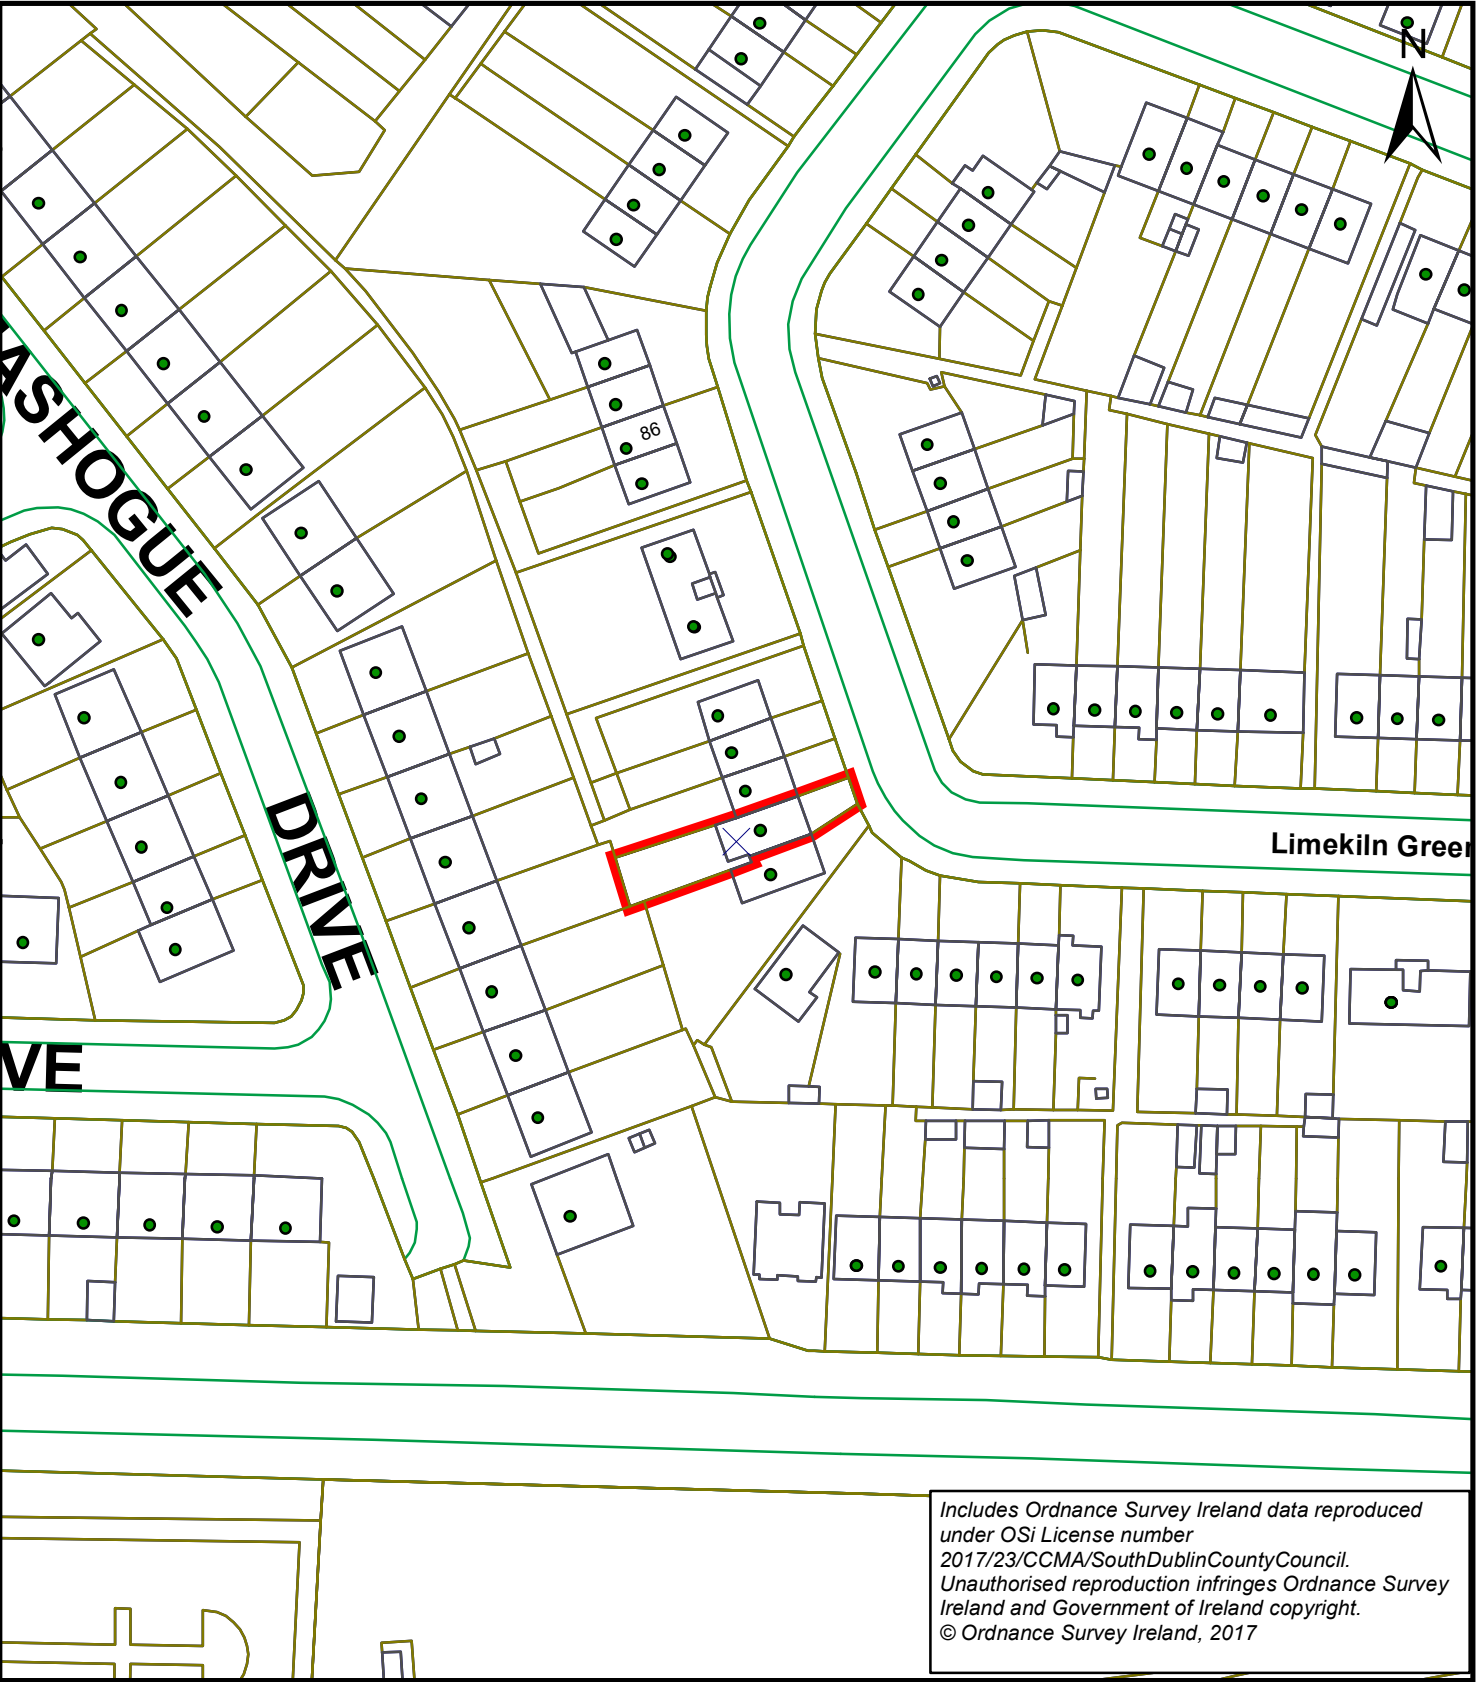 N
ASHOGUE
86
DRIVE
Limekiln Greer
VE
Includes Ordnance Survey Ireland data reproduced
under OSi License number
2017/23/CCMA/SouthDublinCountyCouncil.
Unauthorised reproduction infringes Ordnance Survey
Ireland and Government of Ireland copyright.
© Ordnance Survey Ireland, 2017